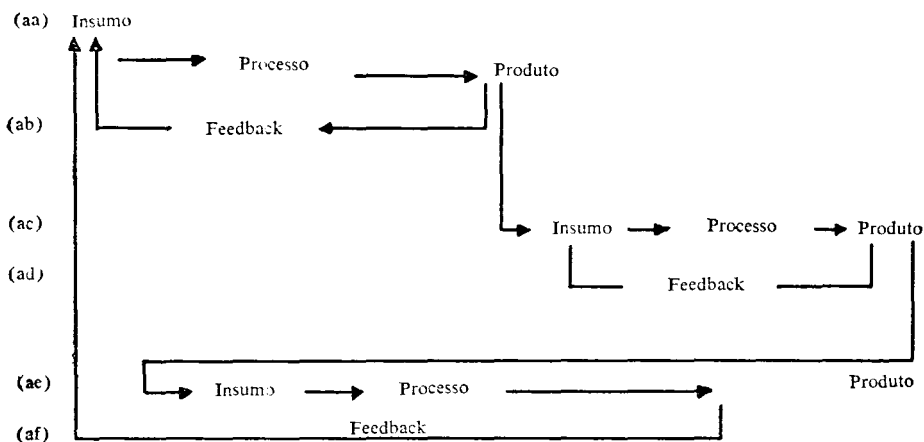 (aa) Insumo
Processo Produto
(ab) Feedback
(ac) Insumo Processo Produto
(ad) Feedback
(ae) Insumo Processo Produto
(af) Feedback